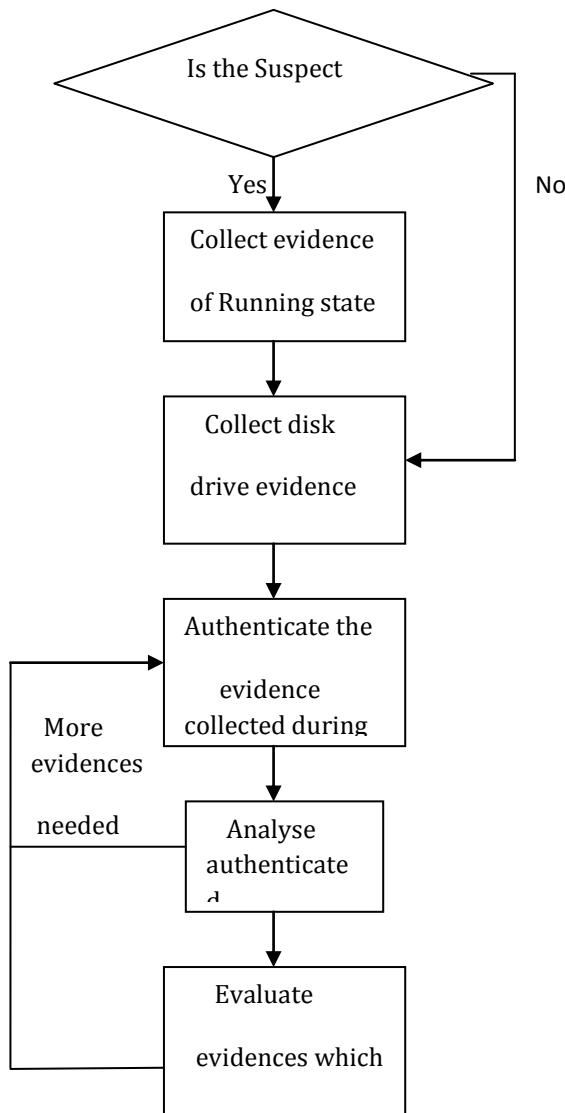 Is the Suspect
Yes
No
Collect evidence
of Running state
Collect disk
drive evidence
Authenticate the
evidence
collected during
More
evidences
needed
Analyse
authenticate
d
Evaluate
evidences which